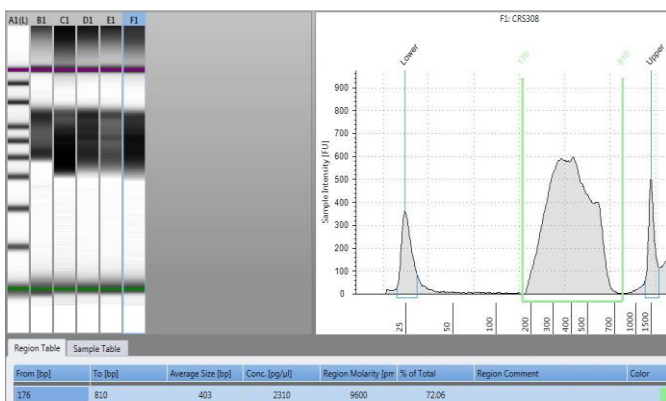 A1(L) B1 C1 D1 E1 F1
F1: CRS308
Lower
176
810
Upper
Sample Intensity [FU]
900
800
700
600
500
400
300
200
100
0
25 50 100 200 300 400 500 700 1000 1500
Region Table Sample Table
From [bp] To [bp] Average Size [bp] Conc. [pg/µl] Region Molarity [pm % of Total Region Comment Color
176 810 403 2310 9600 72.06